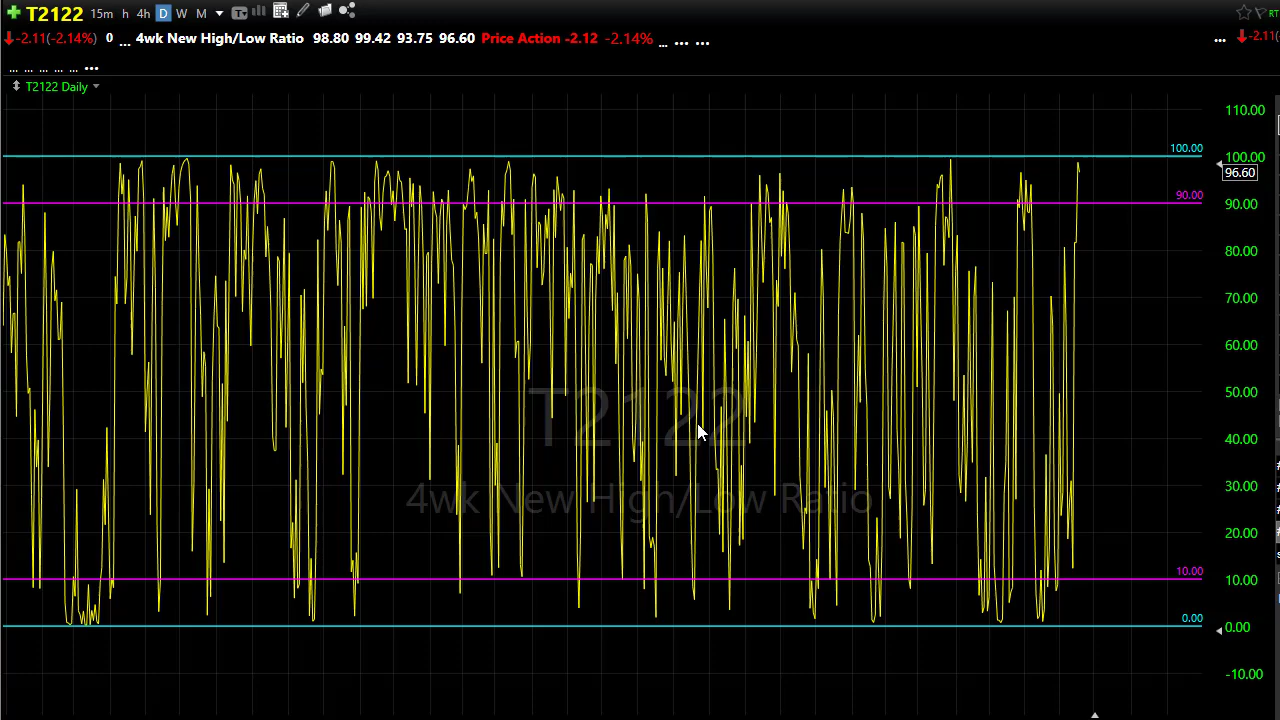 T2122 15m h 4h D W M T RT
-2.11(-2.14%) 0 ... 4wk New High/Low Ratio 98.80 99.42 93.75 96.60 Price Action -2.12 -2.14% ... ... ... ... -2.11(
... ... ... ... ... ...
T2122 Daily
110.00
100.00 100.00
96.60
90.00 90.00
80.00
70.00
60.00
50.00
40.00
30.00
20.00
10.00 10.00
0.00 0.00
-10.00
T2122
4wk New High/Low Ratio